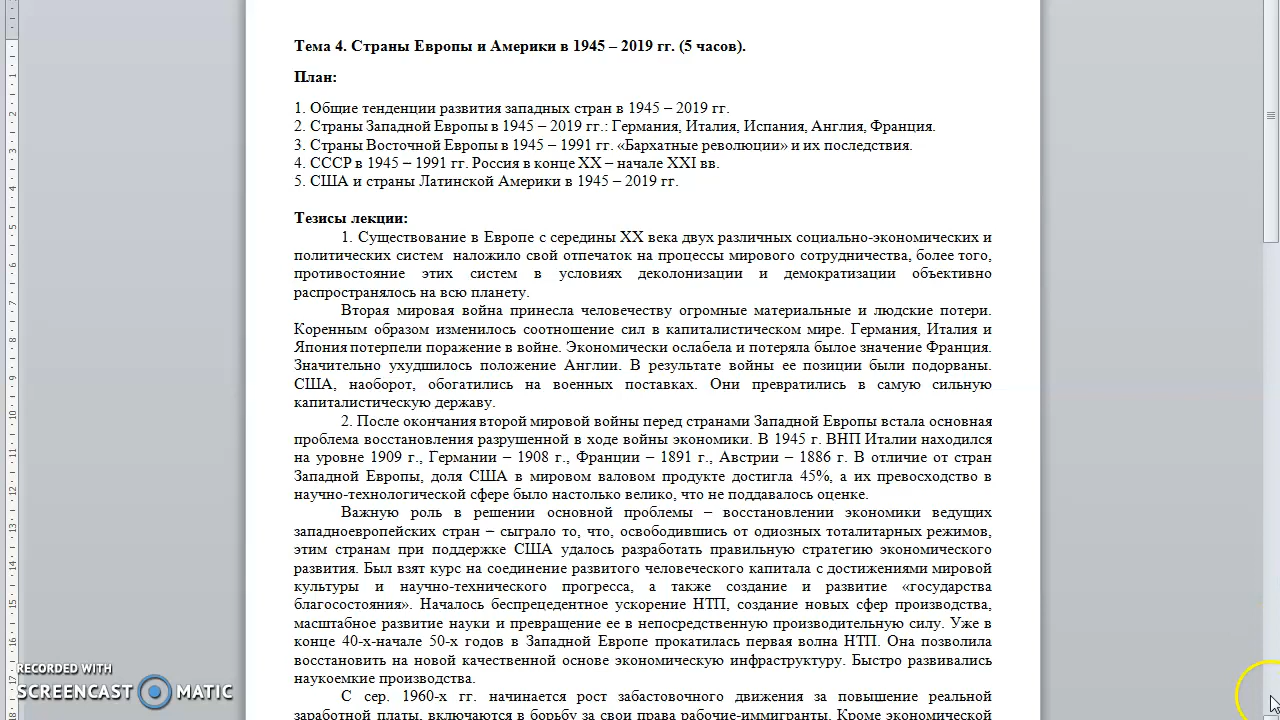 Тема 4. Страны Европы и Америки в 1945 – 2019 гг. (5 часов).
План:
1. Общие тенденции развития западных стран в 1945 – 2019 гг.
2. Страны Западной Европы в 1945 – 2019 гг.: Германия, Италия, Испания, Англия, Франция.
3. Страны Восточной Европы в 1945 – 1991 гг. «Бархатные революции» и их последствия.
4. СССР в 1945 – 1991 гг. Россия в конце XX – начале XXI вв.
5. США и страны Латинской Америки в 1945 – 2019 гг.
Тезисы лекции:
1. Существование в Европе с середины XX века двух различных социально-экономических и
политических систем наложило свой отпечаток на процессы мирового сотрудничества, более того,
противостояние этих систем в условиях деколонизации и демократизации объективно
распространялось на всю планету.
Вторая мировая война принесла человечеству огромные материальные и людские потери.
Коренным образом изменилось соотношение сил в капиталистическом мире. Германия, Италия и
Япония потерпели поражение в войне. Экономически ослабела и потеряла былое значение Франция.
Значительно ухудшилось положение Англии. В результате войны ее позиции были подорваны.
США, наоборот, обогатились на военных поставках. Они превратились в самую сильную
капиталистическую державу.
2. После окончания второй мировой войны перед странами Западной Европы встала основная
проблема восстановления разрушенной в ходе войны экономики. В 1945 г. ВНП Италии находился
на уровне 1909 г., Германии – 1908 г., Франции – 1891 г., Австрии – 1886 г. В отличие от стран
Западной Европы, доля США в мировом валовом продукте достигла 45%, а их превосходство в
научно-технологической сфере было настолько велико, что не поддавалось оценке.
Важную роль в решении основной проблемы – восстановлении экономики ведущих
западноевропейских стран – сыграло то, что, освободившись от одиозных тоталитарных режимов,
этим странам при поддержке США удалось разработать правильную стратегию экономического
развития. Был взят курс на соединение развитого человеческого капитала с достижениями мировой
культуры и научно-технического прогресса, а также создание и развитие «государства
благосостояния». Началось беспрецедентное ускорение НТП, создание новых сфер производства,
масштабное развитие науки и превращение ее в непосредственную производительную силу. Уже в
конце 40-х-начале 50-х годов в Западной Европе прокатилась первая волна НТП. Она позволила
восстановить на новой качественной основе экономическую инфраструктуру. Быстро развивались
наукоемкие производства.
С сер. 1960-х гг. начинается рост забастовочного движения за повышение реальной
заработной платы, включаются в борьбу за свои права рабочие-иммигранты. Кроме экономической
RECORDED WITH
SCREENCAST MATIC